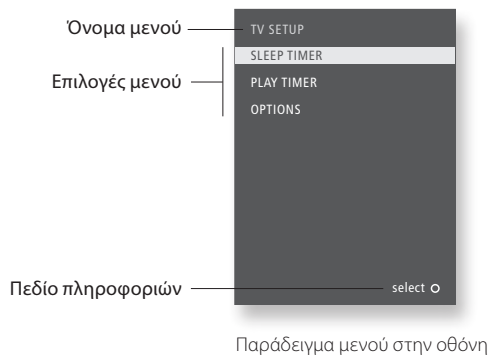 Όνομα μενού
TV SETUP
SLEEP TIMER
Επιλογές μενού
PLAY TIMER
OPTIONS
Πεδίο πληροφοριών
select
Παράδειγμα μενού στην οθόνη